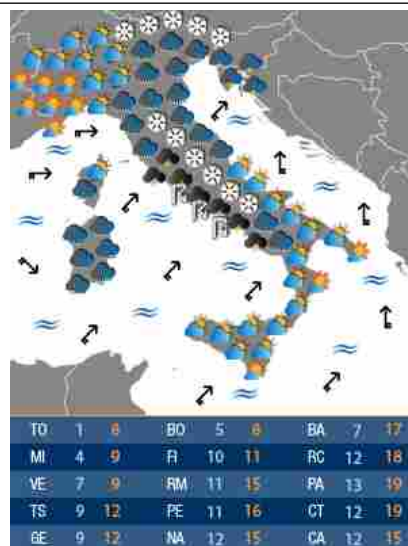 TO 1 6 BO 5 6 BA 7 17
MI 4 9 FI 10 11 RC 12 18
VE 7 9 RM 11 15 PA 13 19
TS 9 12 PE 11 16 CT 12 19
GE 9 12 NA 12 15 CA 12 15